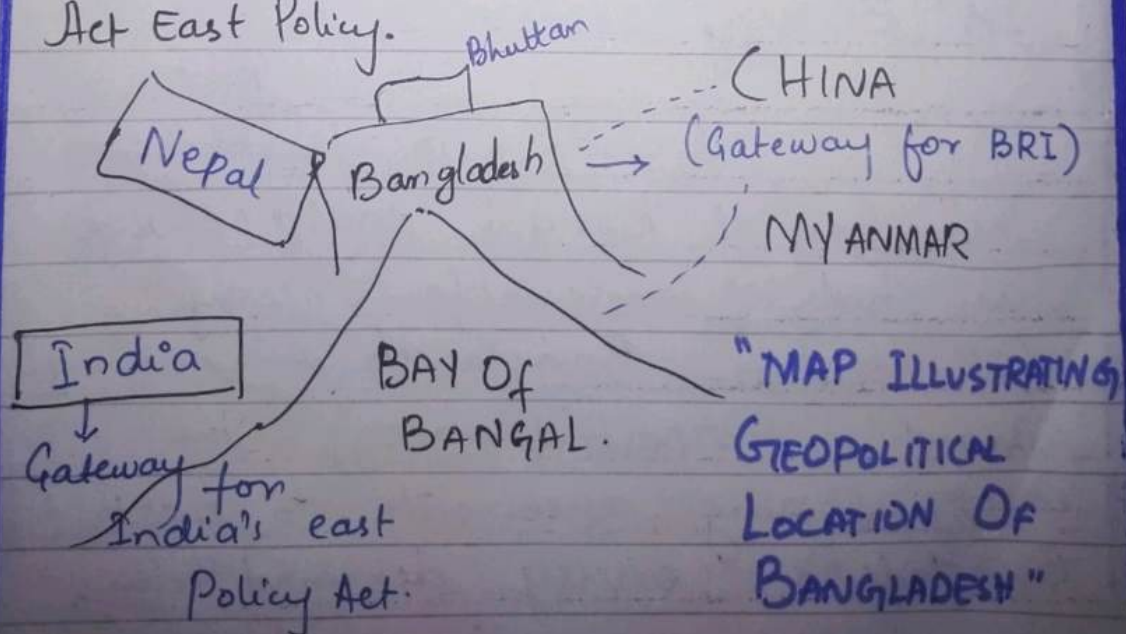 Act East Policy.
Bhuttan
CHINA
Nepal
Bangladesh
(Gateway for BRI)
MYANMAR
India
BAY Of
BANGAL.
Gateway for
India's east
Policy Act.
"MAP ILLUSTRATING
GEOPOLITICAL
LOCATION OF
BANGLADESH"